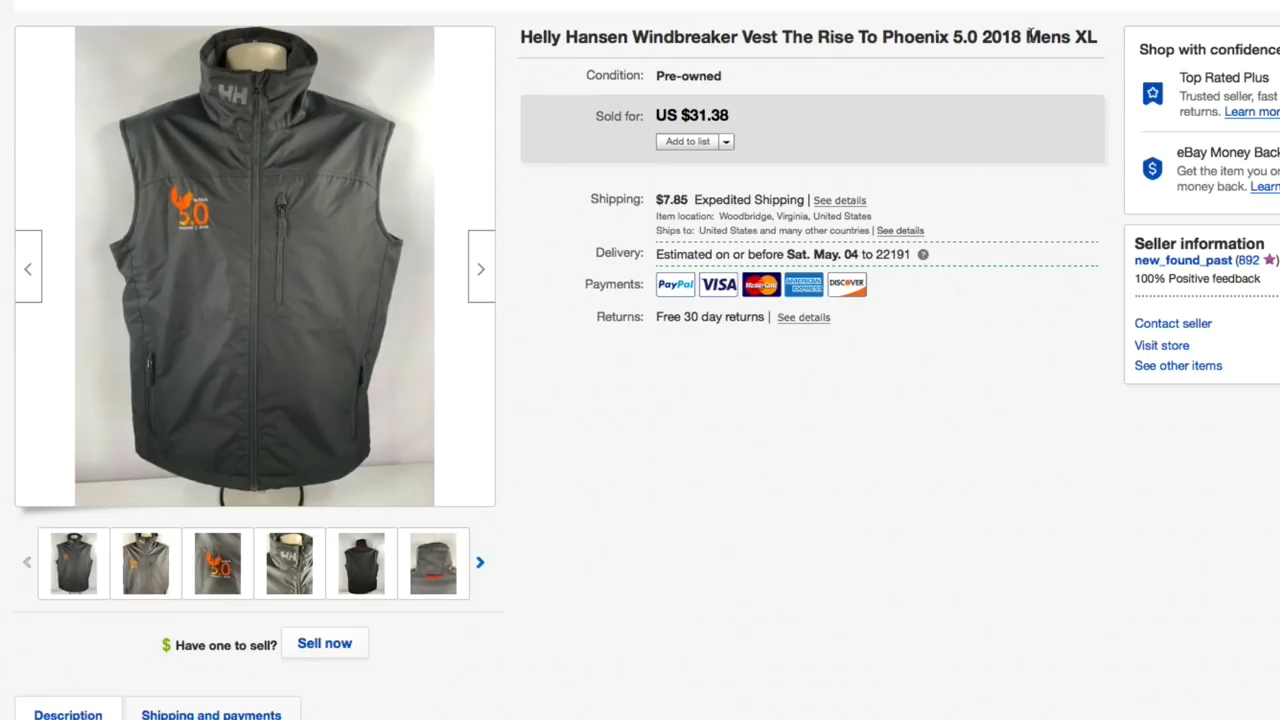 Helly Hansen Windbreaker Vest The Rise To Phoenix 5.0 2018 Mens XL
Condition: Pre-owned
Sold for: US $31.38
Add to list
Shipping: $7.85 Expedited Shipping | See details
Item location: Woodbridge, Virginia, United States
Ships to: United States and many other countries | See details
Delivery: Estimated on or before Sat. May. 04 to 22191
Payments: PayPal VISA MasterCard AMERICAN EXPRESS DISCOVER
Returns: Free 30 day returns | See details
Shop with confidence
Top Rated Plus
Trusted seller, fast
returns. Learn mor
eBay Money Back
Get the item you or
money back. Learn
Seller information
new_found_past (892 )
100% Positive feedback
Contact seller
Visit store
See other items
HH
5.0
HH
5.0
$ Have one to sell? Sell now
Description
Shipping and payments